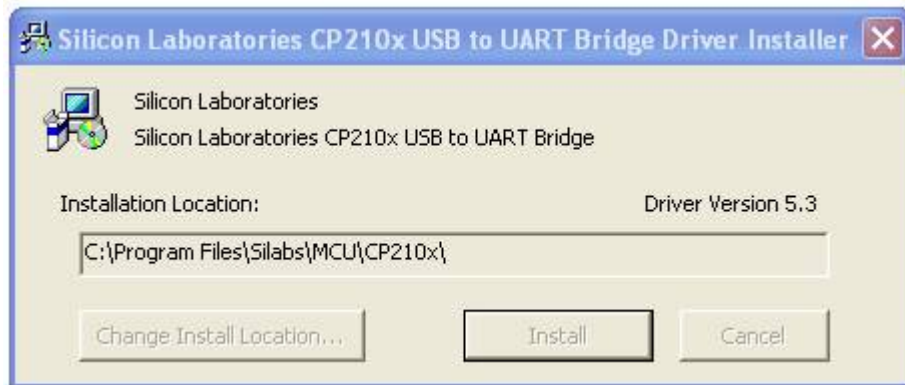 Silicon Laboratories CP210x USB to UART Bridge Driver Installer
Silicon Laboratories
Silicon Laboratories CP210x USB to UART Bridge
Installation Location: Driver Version 5.3
C:\Program Files\Silabs\MCU\CP210x\
Change Install Location... Install Cancel